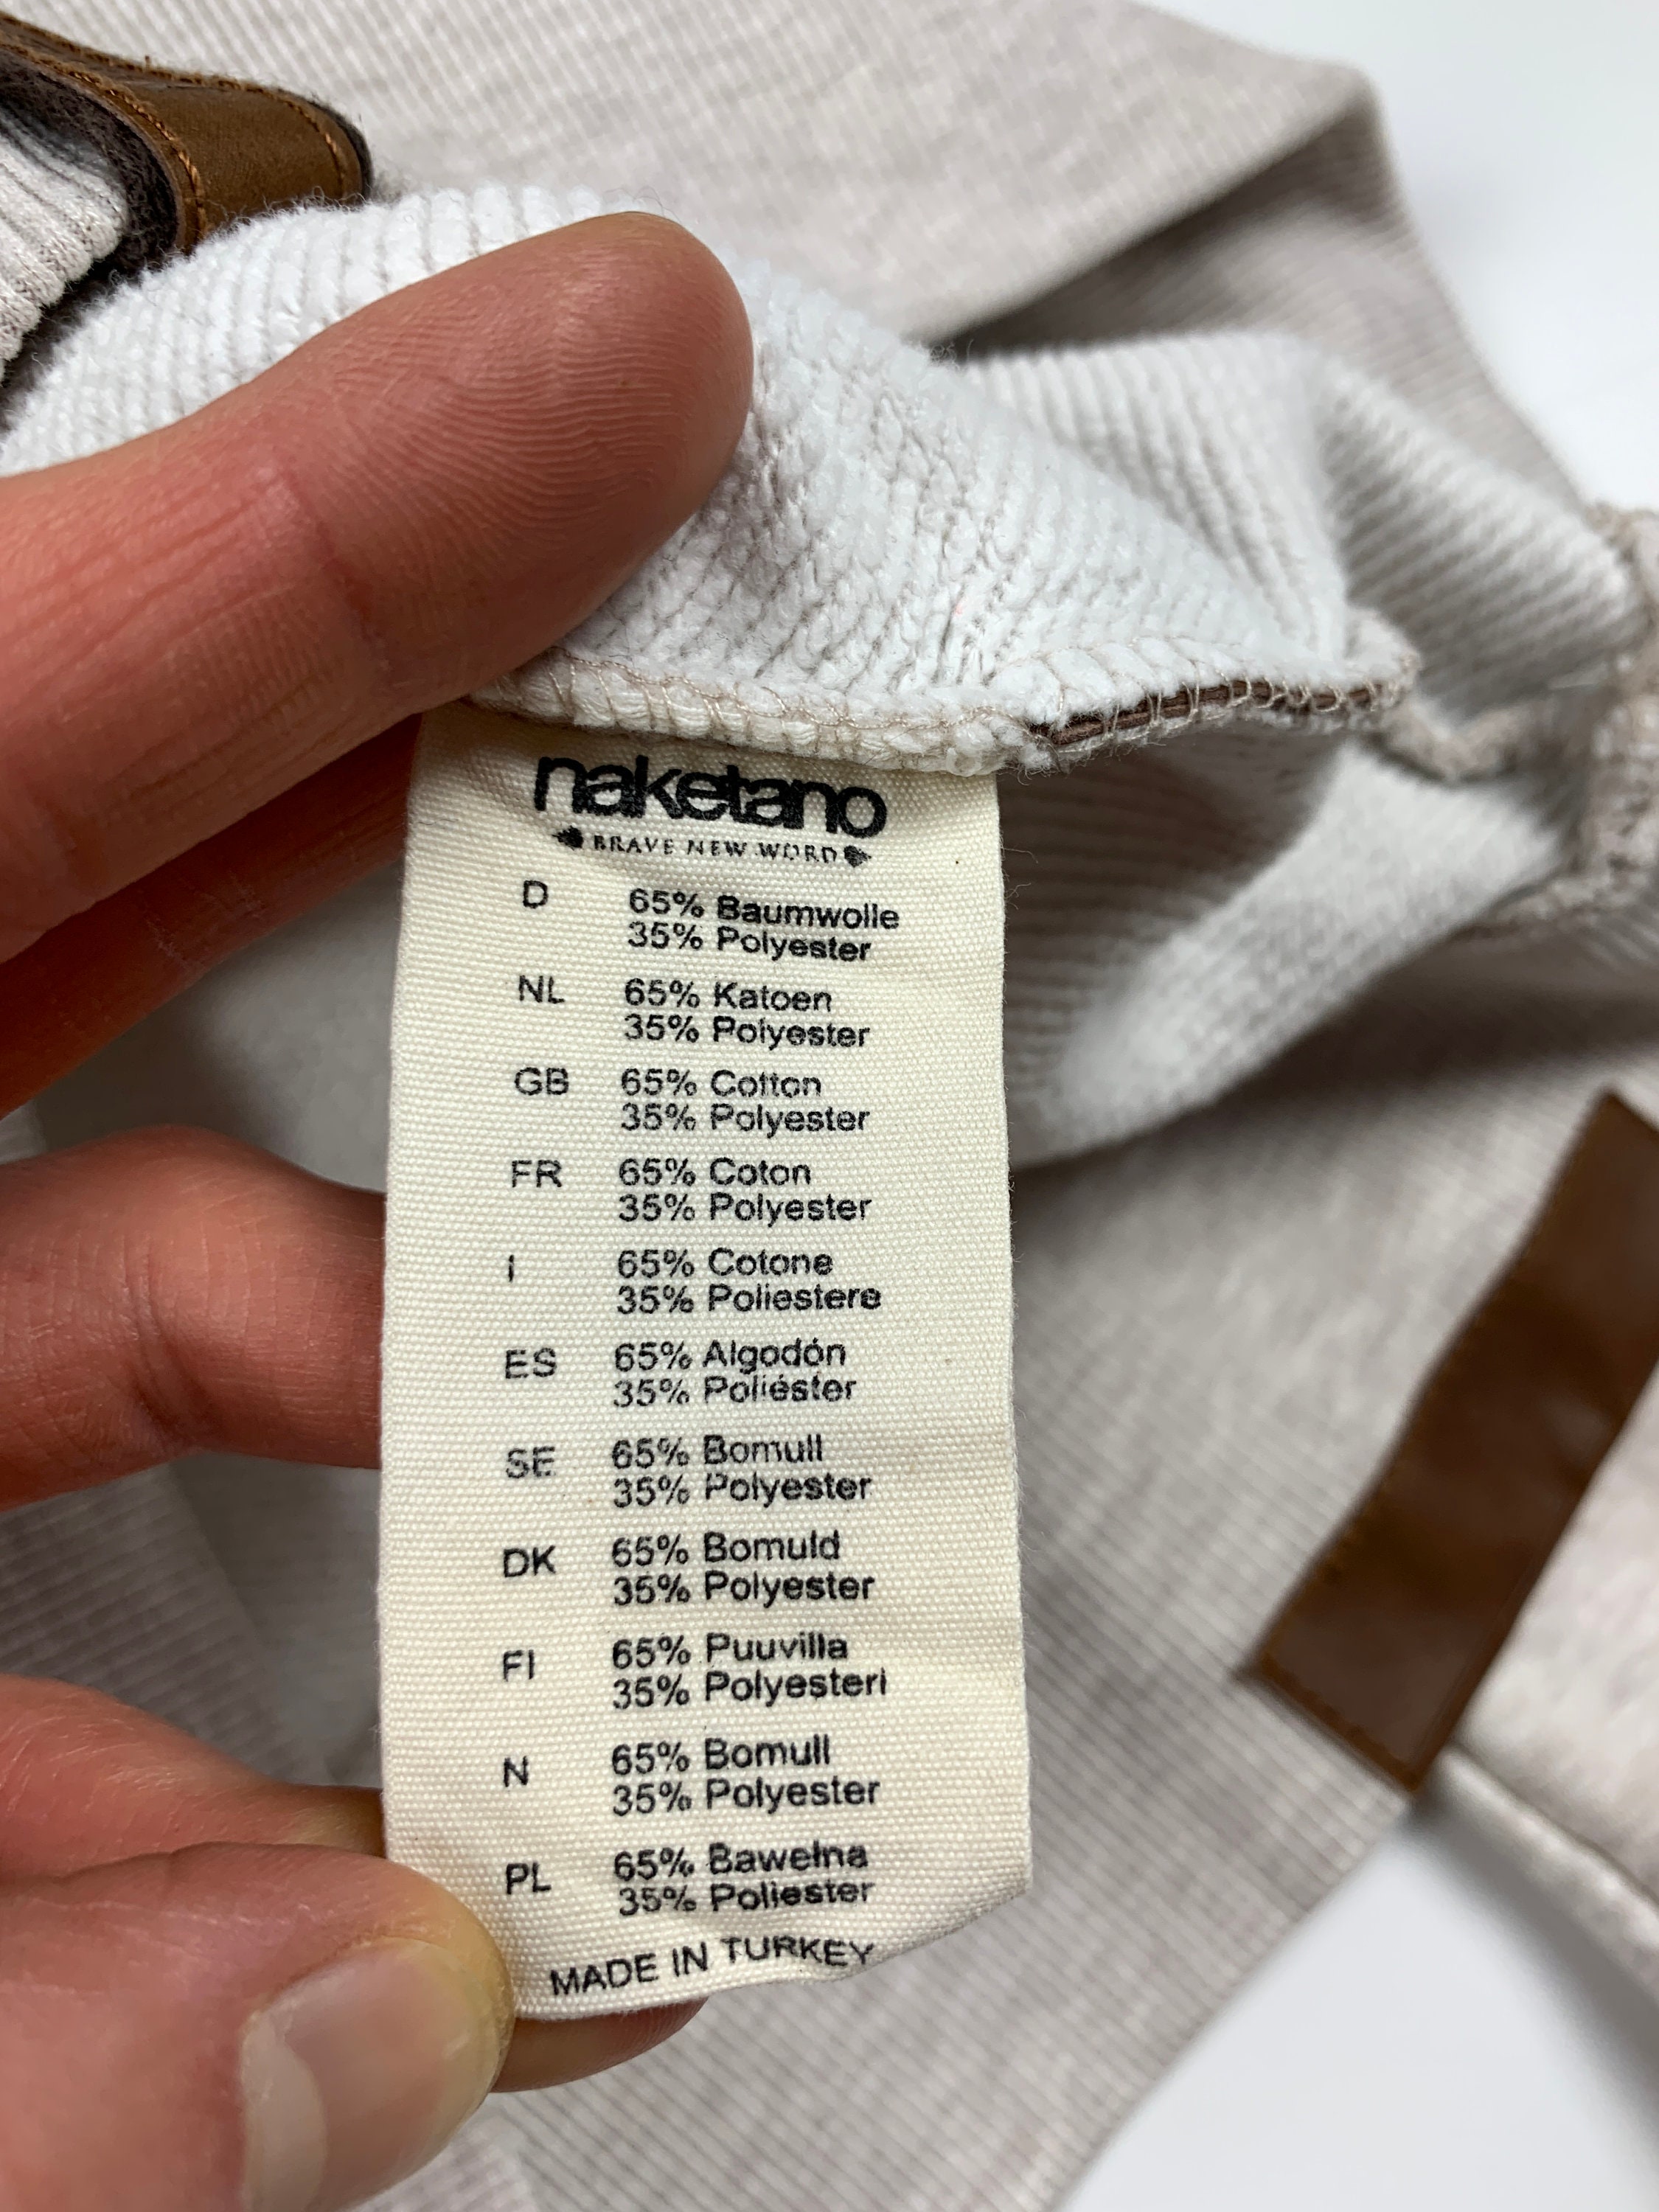 naketano
BRAVE NEW WORD
D 65% Baumwolle
35% Polyester
NL 65% Katoen
35% Polyester
GB 65% Cotton
35% Polyester
FR 65% Coton
35% Polyester
I 65% Cotone
35% Poliestere
ES 65% Algodón
35% Poliéster
SE 65% Bomull
35% Polyester
DK 65% Bomuld
35% Polyester
FI 65% Puuvilla
35% Polyesteri
N 65% Bomull
35% Polyester
PL 65% Bawełna
35% Poliester
MADE IN TURKEY